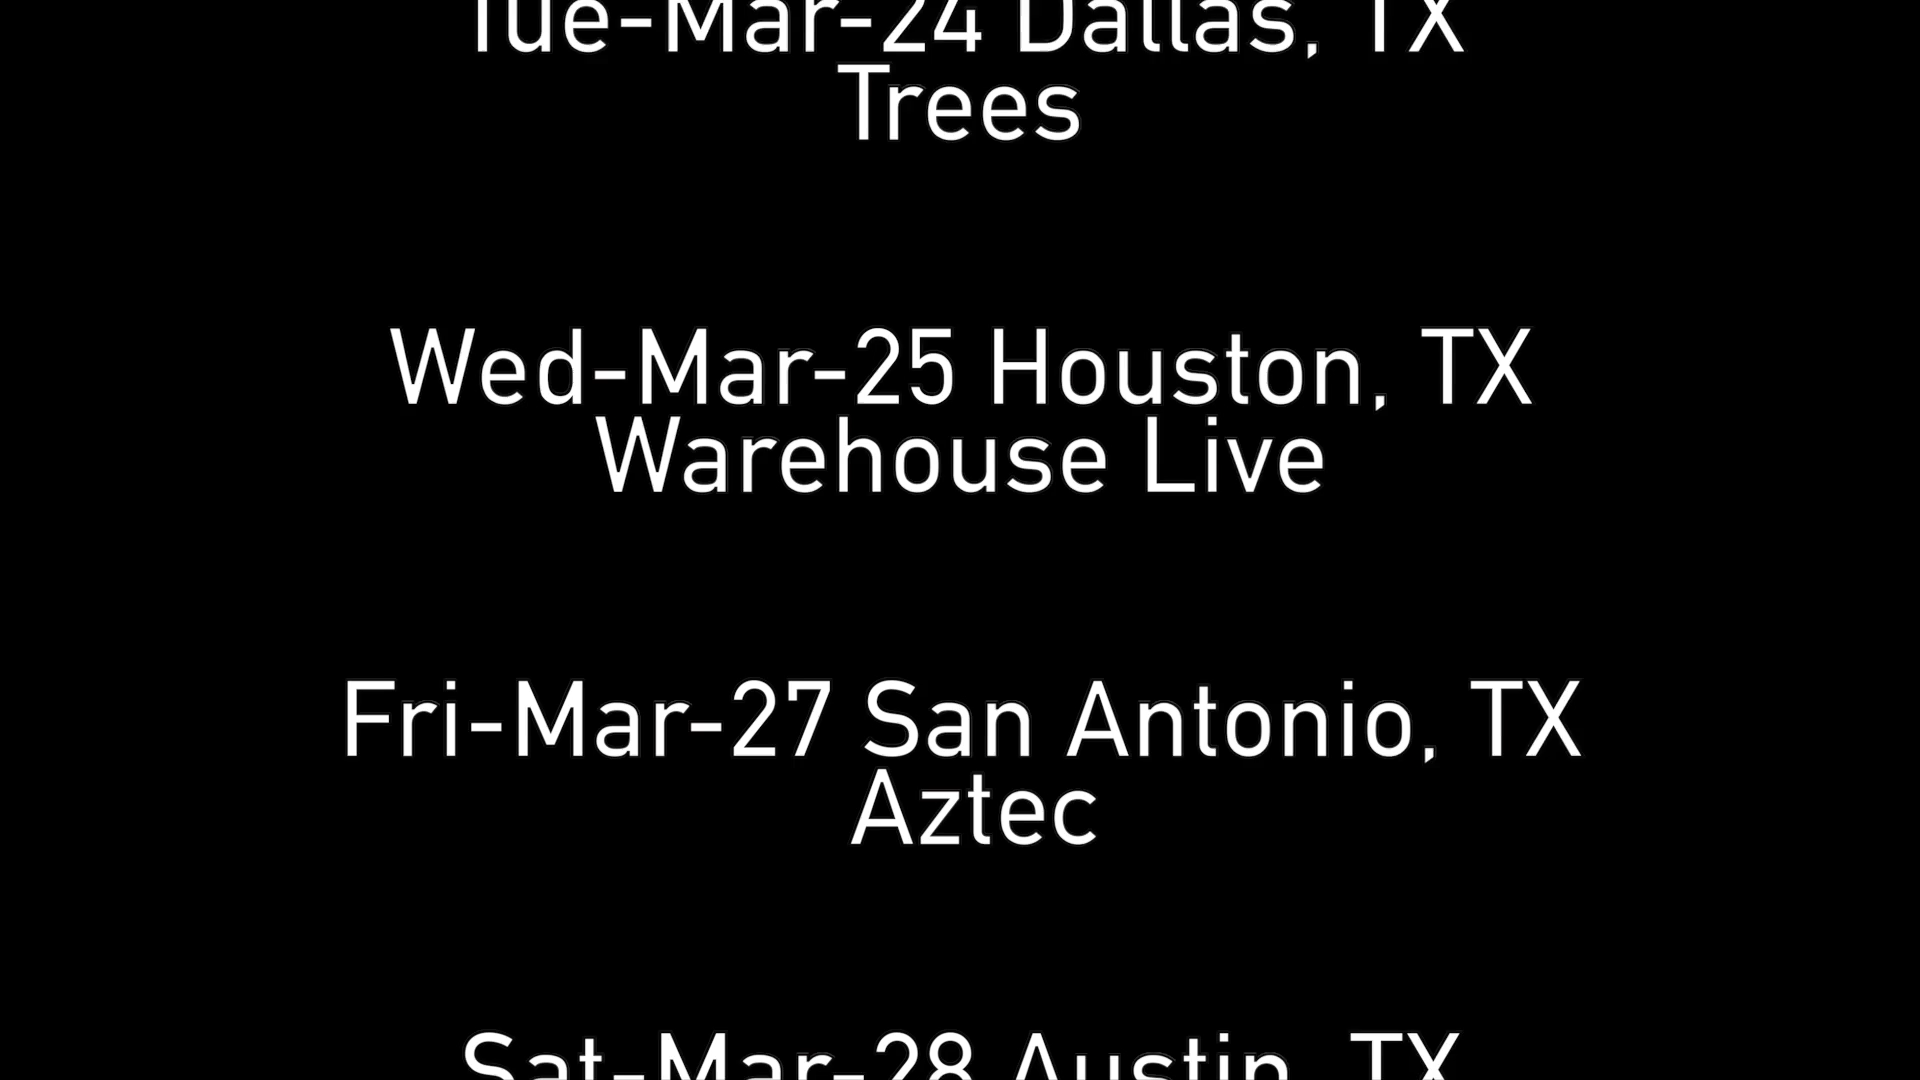 Tue-Mar-24 Dallas, TX
Trees
Wed-Mar-25 Houston, TX
Warehouse Live
Fri-Mar-27 San Antonio, TX
Aztec
Sat-Mar-28 Austin, TX